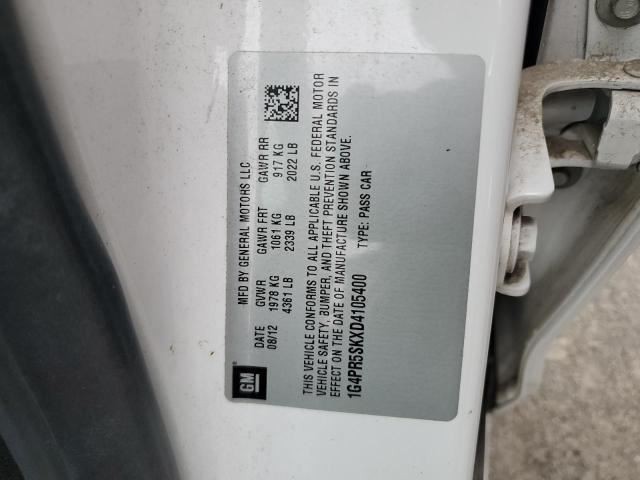 MFD BY GENERAL MOTORS LLC
DATE GVWR GAWR FRT GAWR RR
08/12 1978 KG 1061 KG 917 KG
4361 LB 2339 LB 2022 LB
THIS VEHICLE CONFORMS TO ALL APPLICABLE U.S. FEDERAL MOTOR
VEHICLE SAFETY, BUMPER, AND THEFT PREVENTION STANDARDS IN
EFFECT ON THE DATE OF MANUFACTURE SHOWN ABOVE.
1G4PR5SKXD4105400 TYPE: PASS CAR
GM